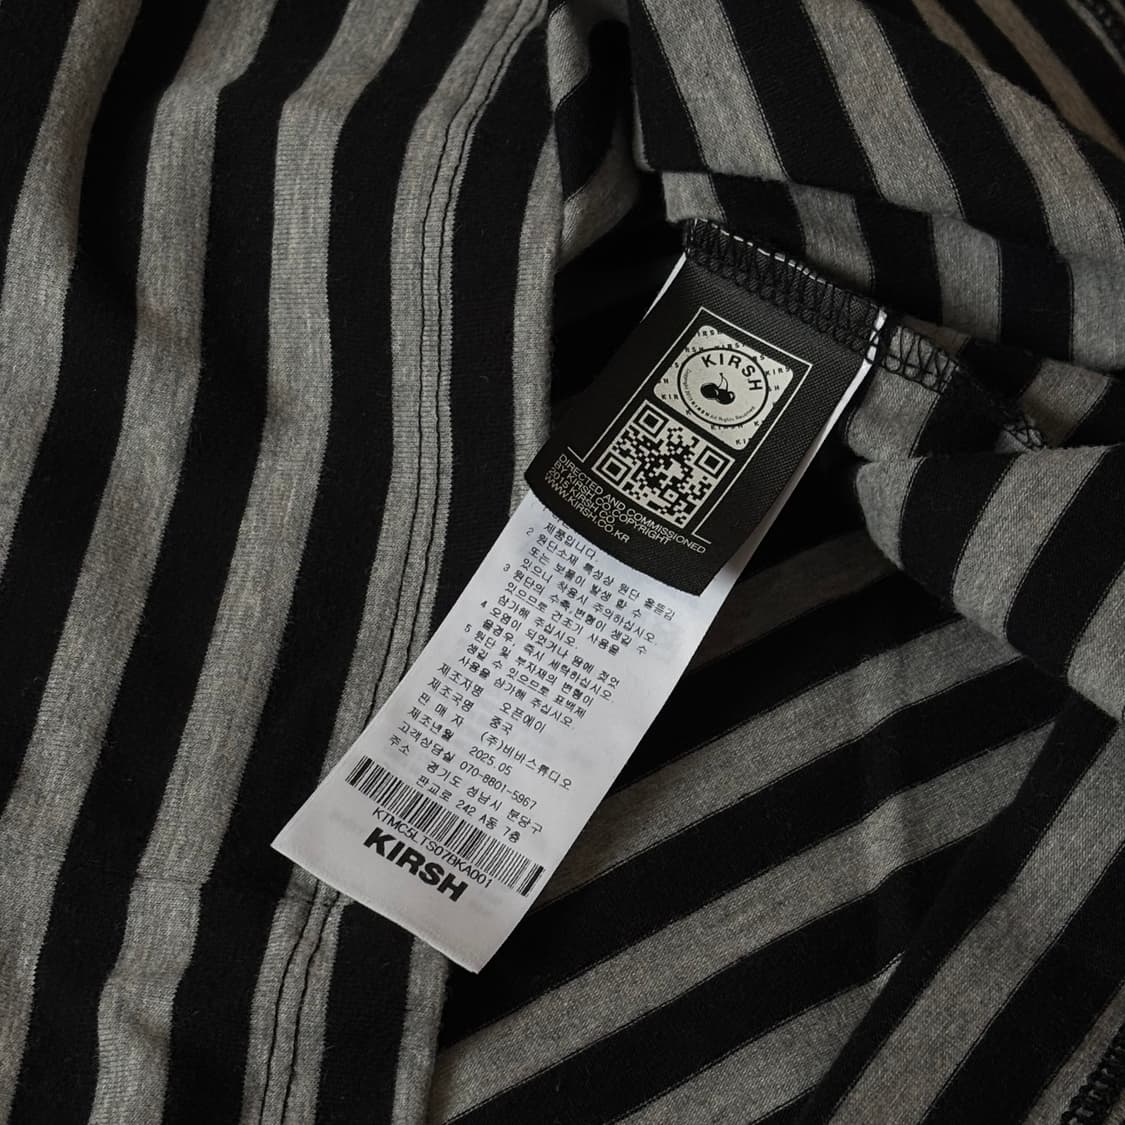 KIRSH
DIRECTED AND COMMISSIONED
BY KIRSH.CO COPYRIGHT
2015 KIRSH CO
WWW.KIRSH.CO.KR
제품입니다.
2 원단소재 특성상 원단 올뜯김
또는 보풀이 발생 할 수
있으니 착용시 주의하십시오
3 원단의 수축,변형이 생길 수
있으므로 건조기 사용을
삼가해 주십시오.
4 오염이 되었거나 땀에 젖었
을경우, 즉시 세탁하십시오.
5 원단 및 부자재의 변형이
생길 수 있으므로 표백제
사용을 삼가해 주십시오.
제조자명 오픈에이
제조국명 중국
판 매 자 (주)비바스튜디오
제조년월 2025.05
고객상담실 070-8801-5967
주소 경기도 성남시 분당구
판교로 242 A동 7층
KTMC5LTS07BKA001
KIRSH